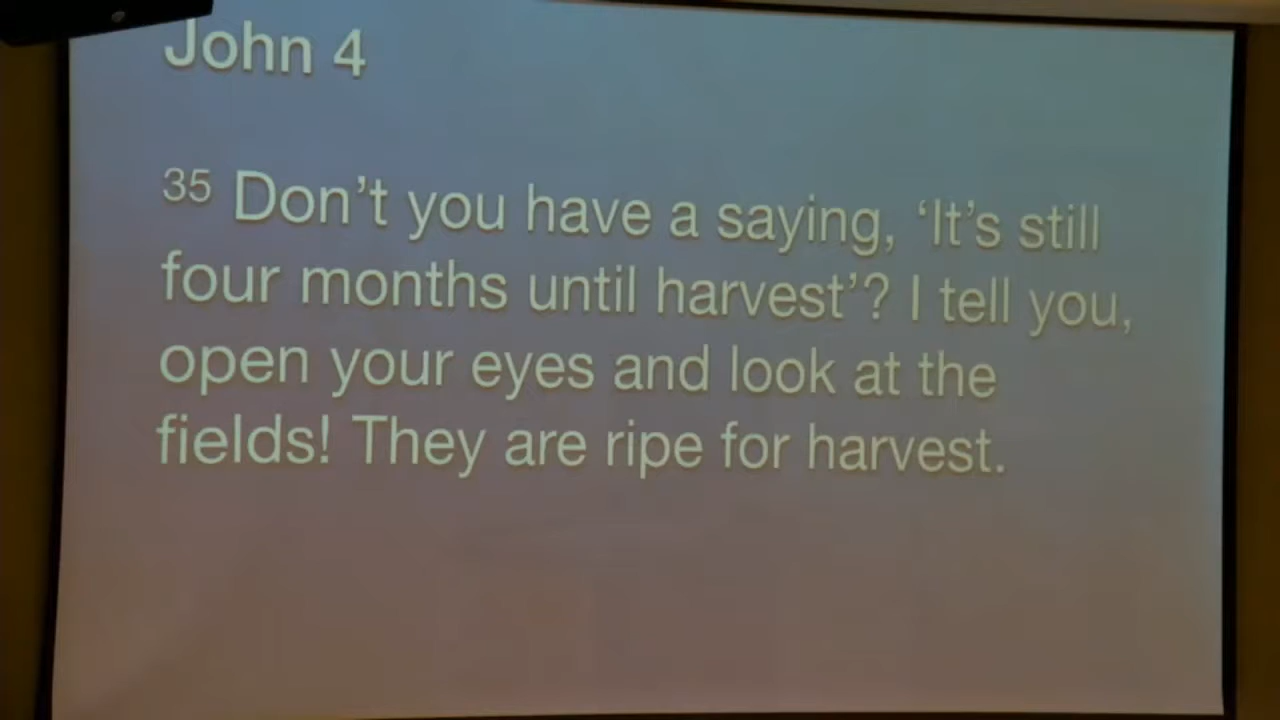 John 4
35 Don’t you have a saying, ‘It’s still
four months until harvest’? I tell you,
open your eyes and look at the
fields! They are ripe for harvest.